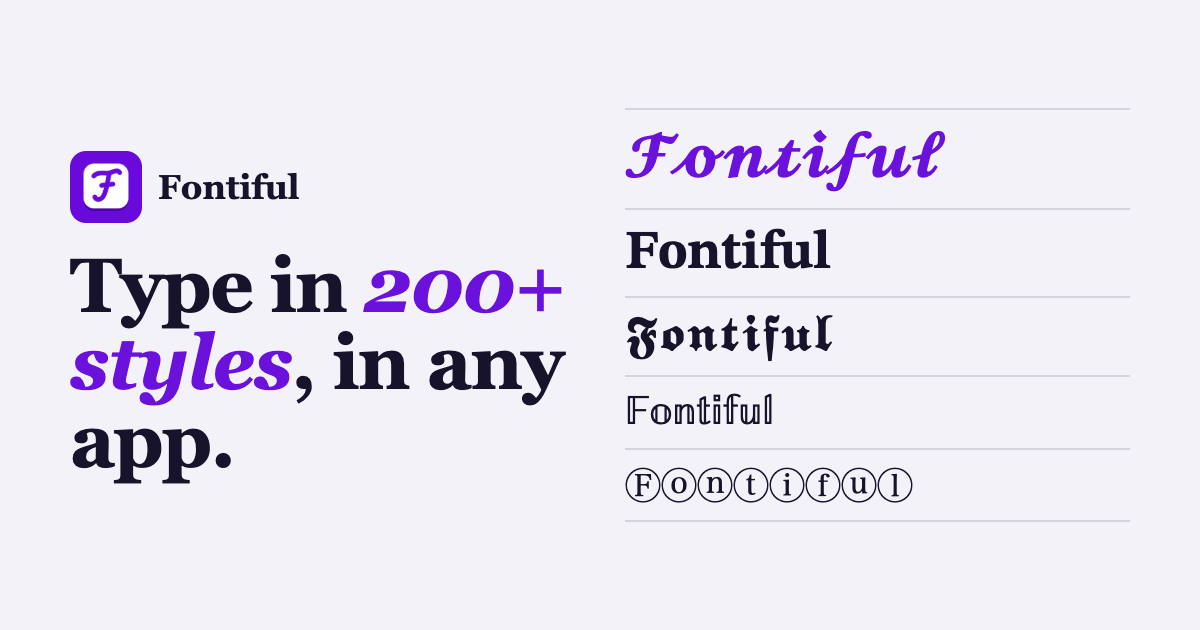 Fontiful
Type in 200+
styles, in any
app.
𝓕𝓸𝓷𝓽𝓲𝓯𝓾𝓵
𝐅𝐨𝐧𝐭𝐢𝐟𝐮𝐥
𝕱𝖔𝖓𝖙𝖎𝖋𝖚𝖑
𝔽𝕠𝕟𝕥𝕚𝕗𝕦𝕝
Ⓕⓞⓝⓣⓘⓕⓤⓛ